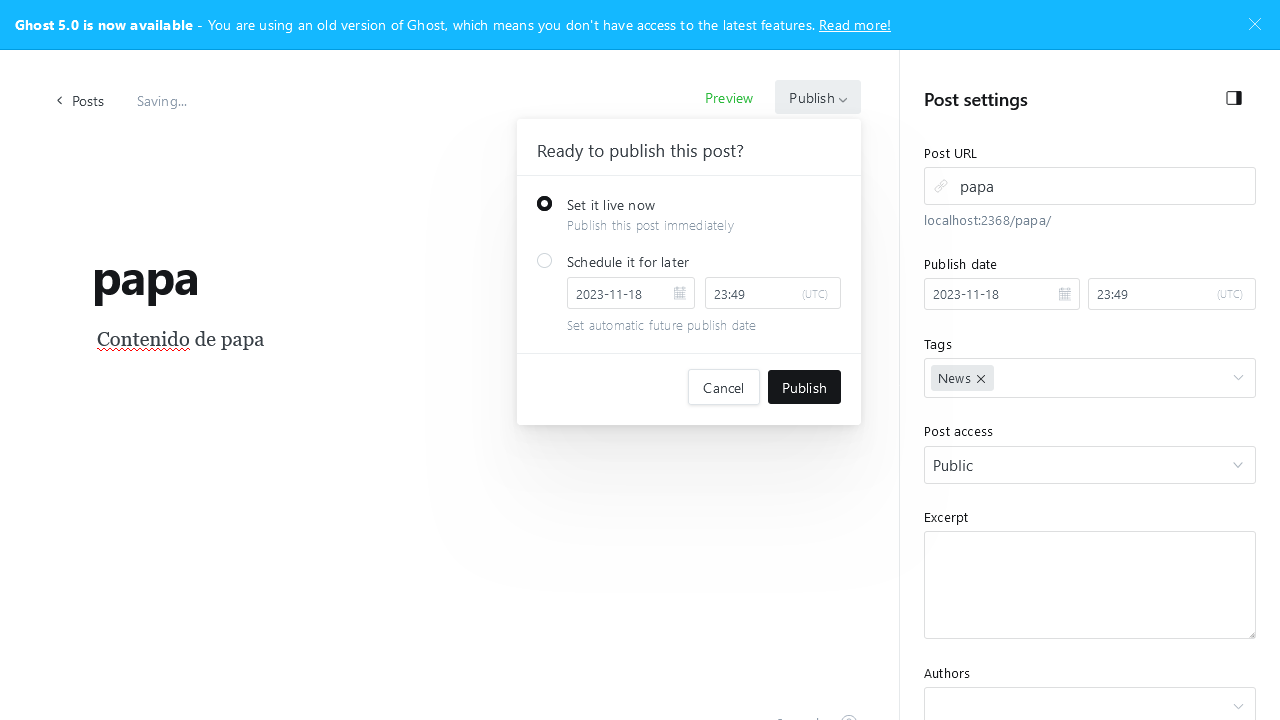 Ghost 5.0 is now available - You are using an old version of Ghost, which means you don't have access to the latest features. Read more!
Posts
Saving...
Preview
Publish
Ready to publish this post?
Set it live now
Publish this post immediately
Schedule it for later
2023-11-18
23:49
(UTC)
Set automatic future publish date
Cancel
Publish
papa
Contenido de papa
Post settings
Post URL
papa
localhost:2368/papa/
Publish date
2023-11-18
23:49
(UTC)
Tags
News
Post access
Public
Excerpt
Authors